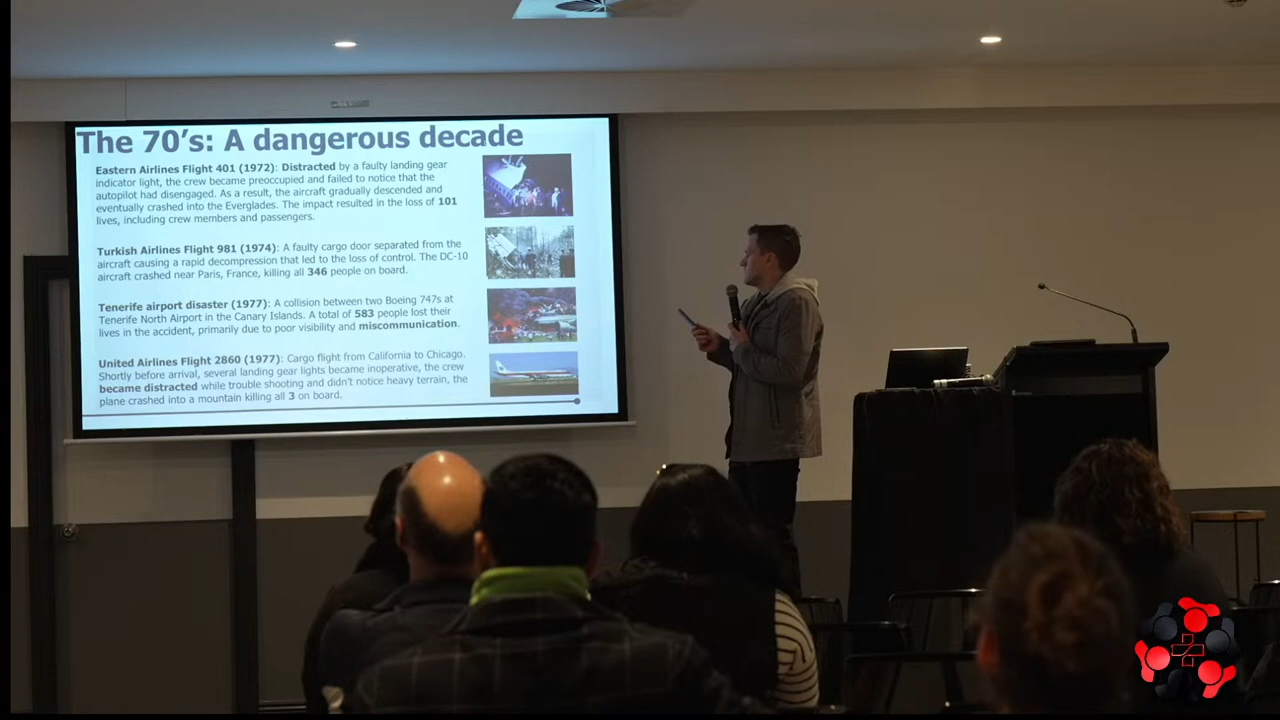 The 70's: A dangerous decade
Eastern Airlines Flight 401 (1972): Distracted by a faulty landing gear
indicator light, the crew became preoccupied and failed to notice that the
autopilot had disengaged. As a result, the aircraft gradually descended and
eventually crashed into the Everglades. The impact resulted in the loss of 101
lives, including crew members and passengers.
Turkish Airlines Flight 981 (1974): A faulty cargo door separated from the
aircraft causing a rapid decompression that led to the loss of control. The DC-10
aircraft crashed near Paris, France, killing all 346 people on board.
Tenerife airport disaster (1977): A collision between two Boeing 747s at
Tenerife North Airport in the Canary Islands. A total of 583 people lost their
lives in the accident, primarily due to poor visibility and miscommunication.
United Airlines Flight 2860 (1977): Cargo flight from California to Chicago.
Shortly before arrival, several landing gear lights became inoperative, the crew
became distracted while trouble shooting and didn't notice heavy terrain, the
plane crashed into a mountain killing all 3 on board.